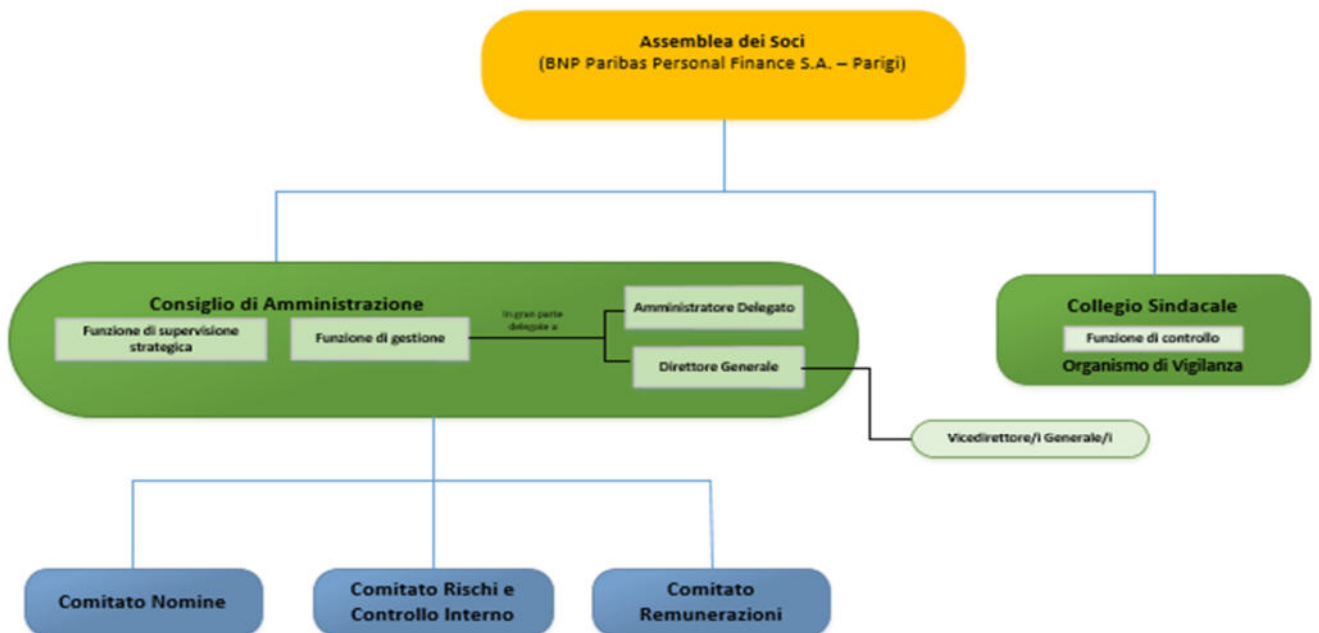 Assemblea dei Soci
(BNP Paribas Personal Finance S.A. – Parigi)
Consiglio di Amministrazione
Funzione di supervisione
strategica
Funzione di gestione
In gran parte
delegate a
Amministratore Delegato
Direttore Generale
Collegio Sindacale
Funzione di controllo
Organismo di Vigilanza
Vicedirettore/i Generale/i
Comitato Nomine
Comitato Rischi e
Controllo Interno
Comitato
Remunerazioni